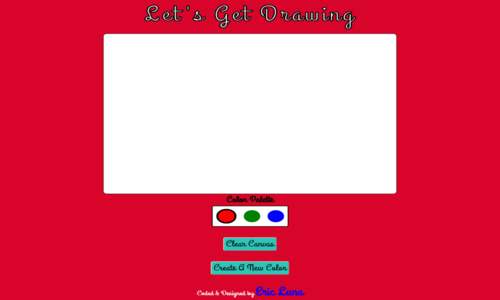 Let's Get Drawing
Color Palette
Clear Canvas
Create A New Color
Coded & Designed by Eric Luna